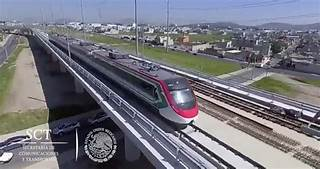 SCT
SECRETARÍA DE
COMUNICACIONES
Y TRANSPORTES